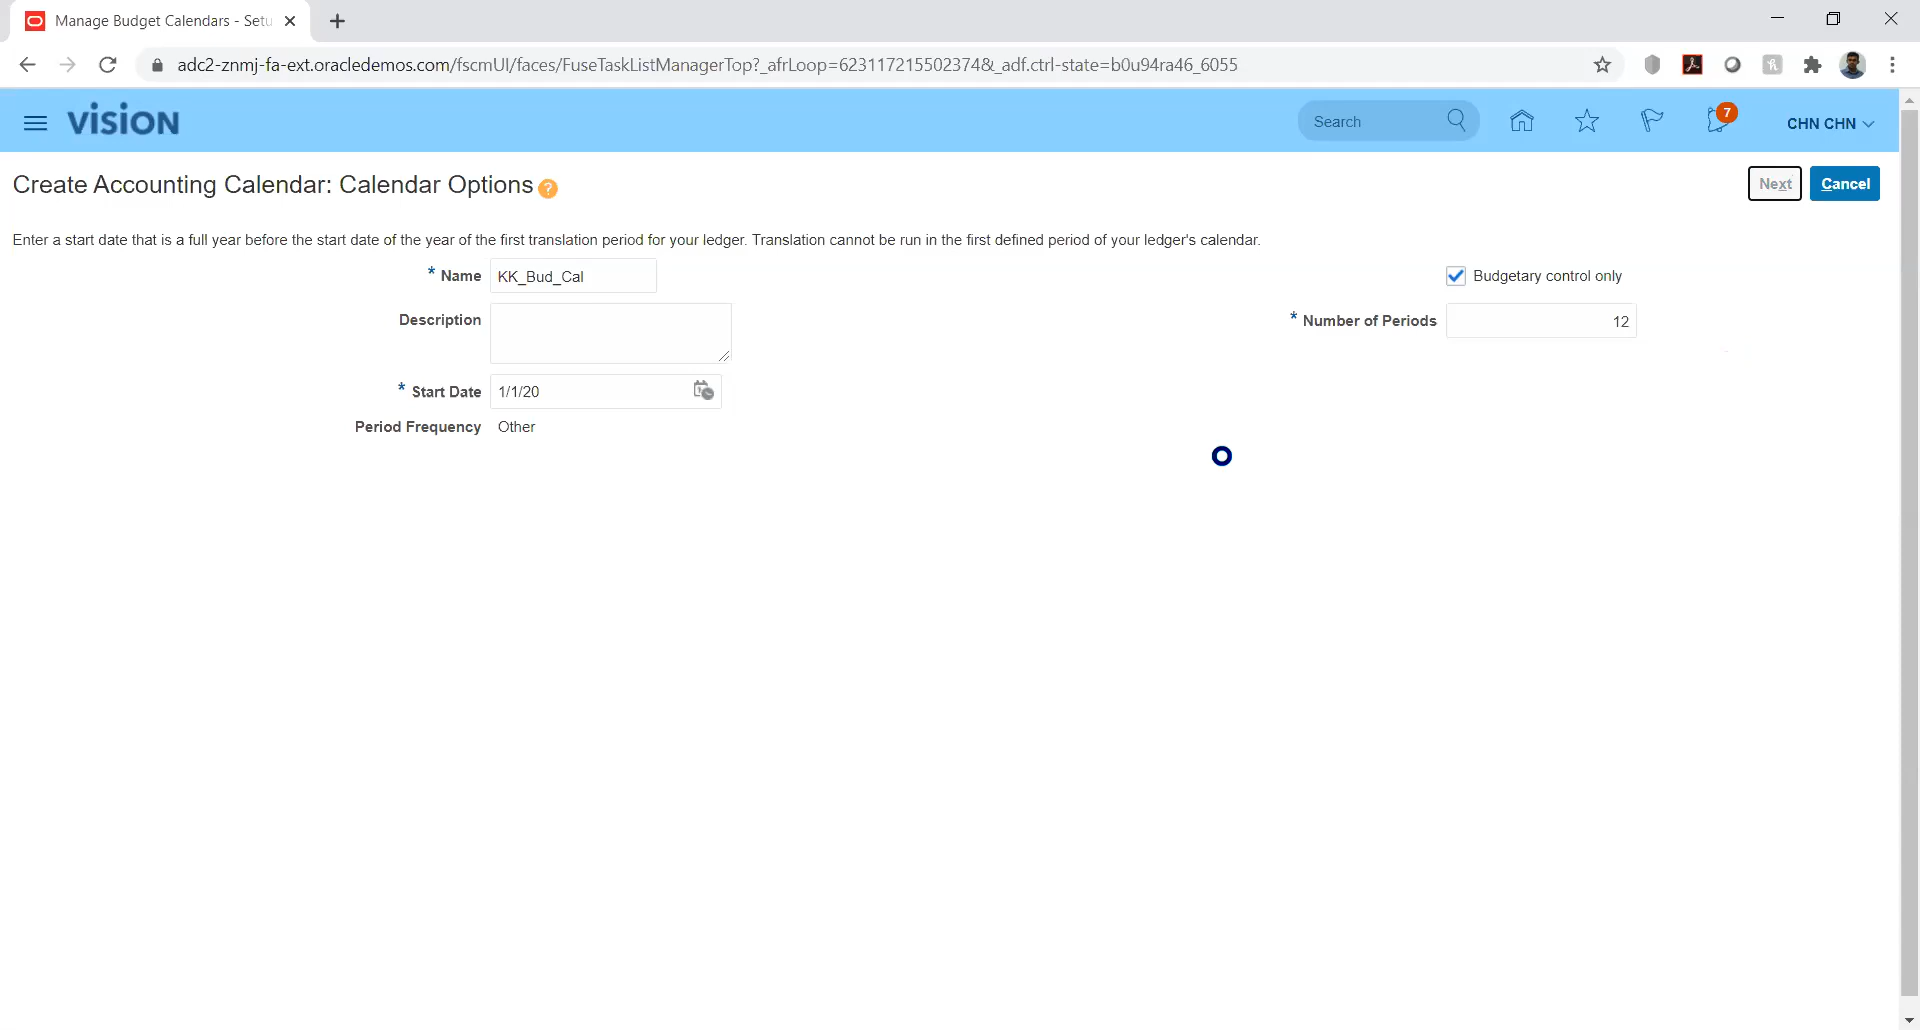 Manage Budget Calendars - Setu
adc2-znmj-fa-ext.oracledemos.com/fscmUI/faces/FuseTaskListManagerTop?_afrLoop=62311721550237​48&_adf.ctrl-state=b0u94ra46_6055
VISION
Search
7
CHN CHN
Create Accounting Calendar: Calendar Options ?
Next
Cancel
Enter a start date that is a full year before the start date of the year of the first translation period for your ledger. Translation cannot be run in the first defined period of your ledger's calendar.
* Name KK_Bud_Cal
Budgetary control only
Description
* Number of Periods 12
* Start Date 1/1/20
Period Frequency Other